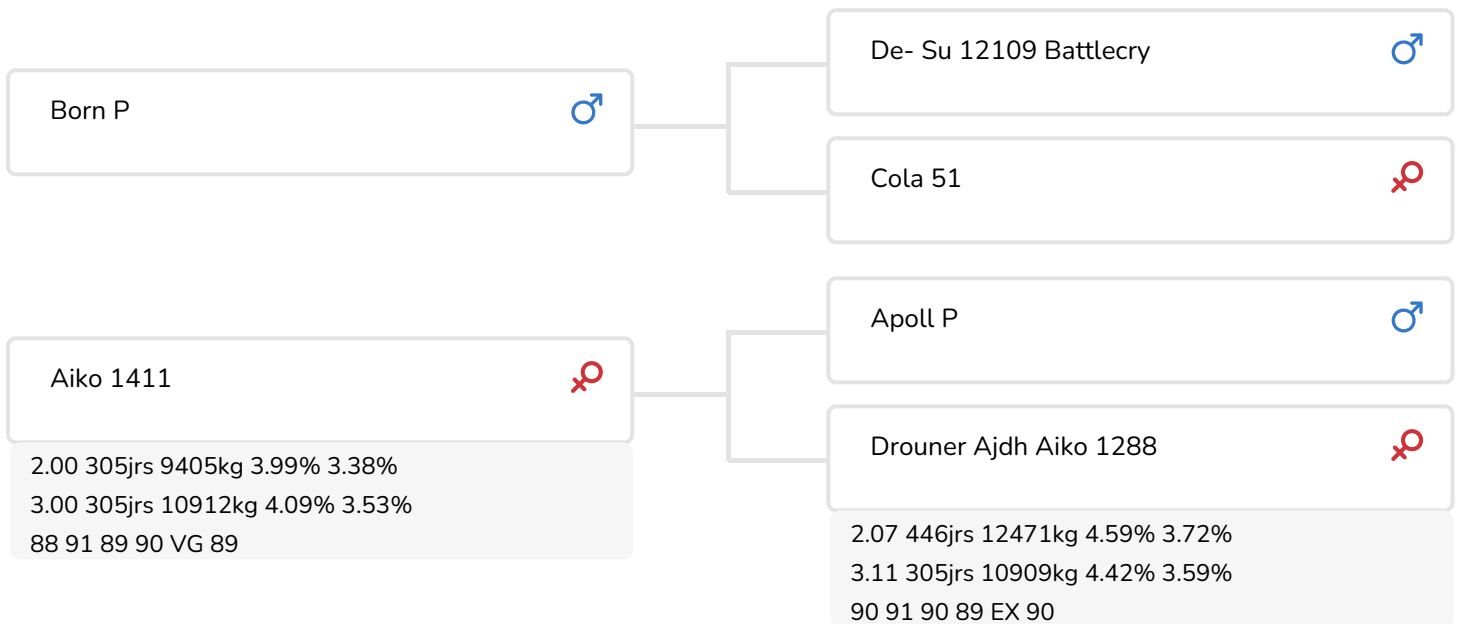 Born P
De- Su 12109 Battlecry
Cola 51
Aiko 1411
2.00 305jrs 9405kg 3.99% 3.38%
3.00 305jrs 10912kg 4.09% 3.53%
88 91 89 90 VG 89
Apoll P
Drouner Ajdh Aiko 1288
2.07 446jrs 12471kg 4.59% 3.72%
3.11 305jrs 10909kg 4.42% 3.59%
90 91 90 89 EX 90